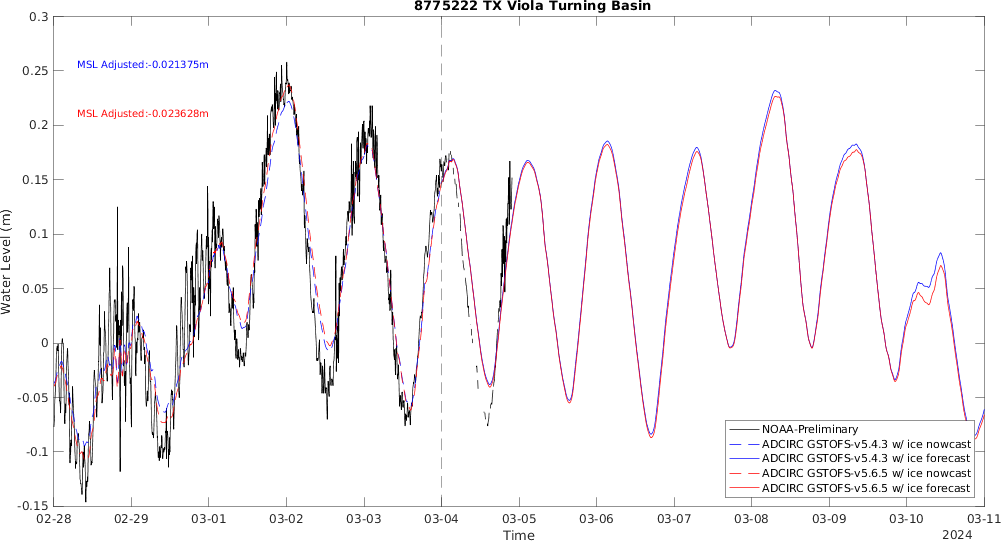 8775222 TX Viola Turning Basin
0.3
0.25
0.2
0.15
0.1
0.05
0
-0.05
-0.1
-0.15
Water Level (m)
MSL Adjusted:-0.021375m
MSL Adjusted:-0.023628m
NOAA-Preliminary
ADCIRC GSTOFS-v5.4.3 w/ ice nowcast
ADCIRC GSTOFS-v5.4.3 w/ ice forecast
ADCIRC GSTOFS-v5.6.5 w/ ice nowcast
ADCIRC GSTOFS-v5.6.5 w/ ice forecast
02-28 02-29 03-01 03-02 03-03 03-04 03-05 03-06 03-07 03-08 03-09 03-10 03-11
Time
2024